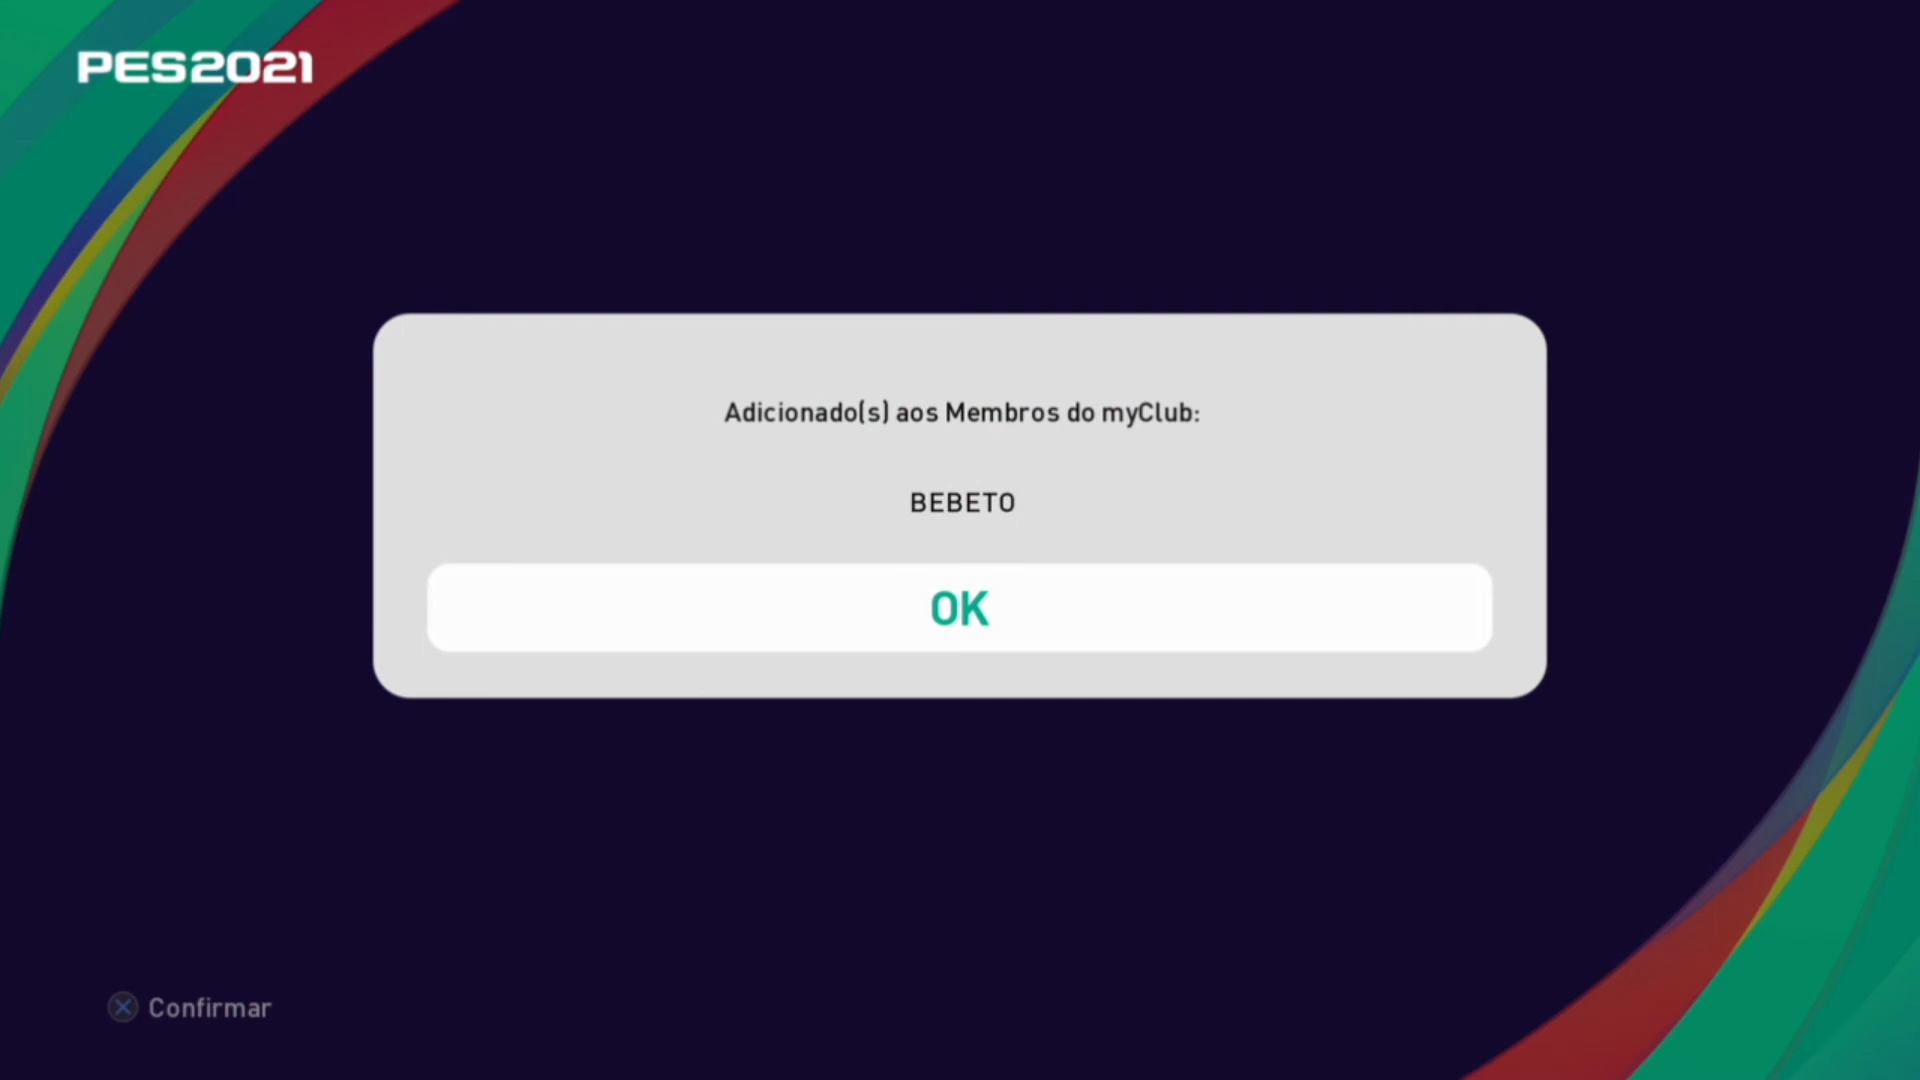 PES2021
Adicionado(s) aos Membros do myClub:
BEBETO
OK
Confirmar